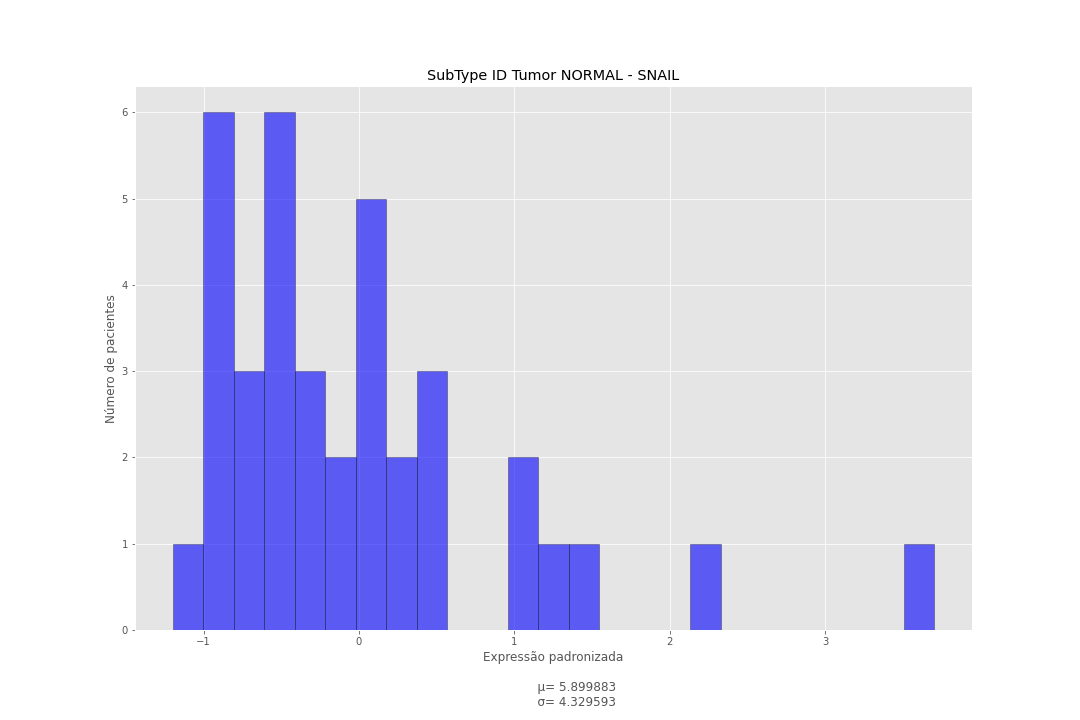 SubType ID Tumor NORMAL - SNAIL
6
5
4
3
2
1
0
Número de pacientes
−1 0 1 2 3
Expressão padronizada
μ= 5.899883
σ= 4.329593